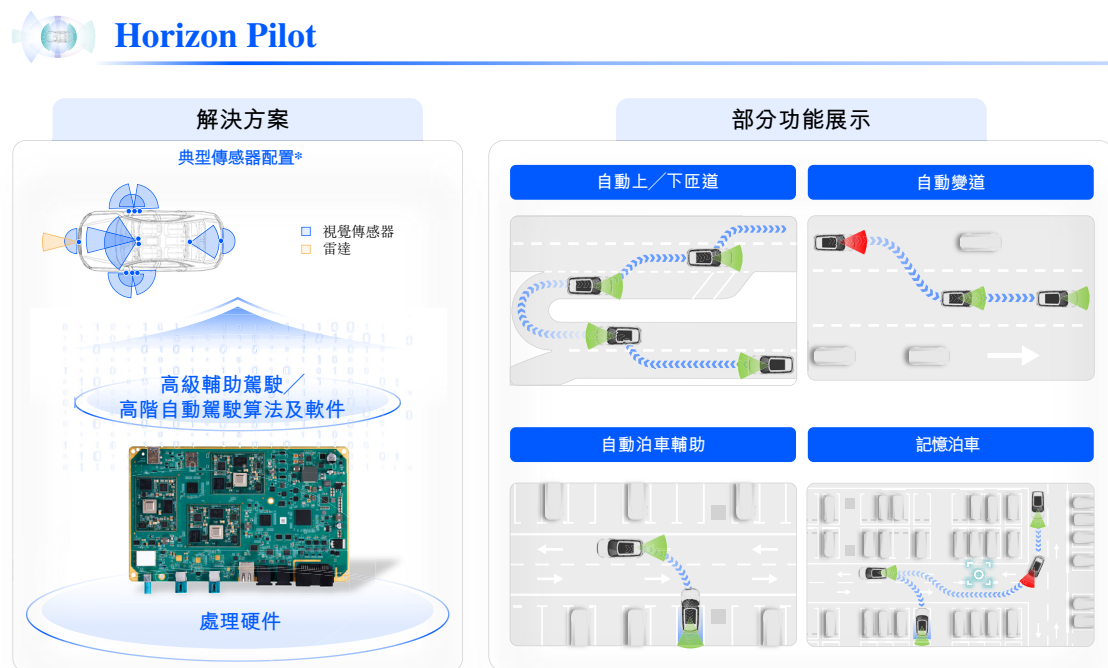 Horizon Pilot
解決方案
典型傳感器配置*
視覺傳感器
雷達
高級輔助駕駛╱
高階自動駕駛算法及軟件
處理硬件
部分功能展示
自動上╱下匝道
自動變道
自動泊車輔助
記憶泊車